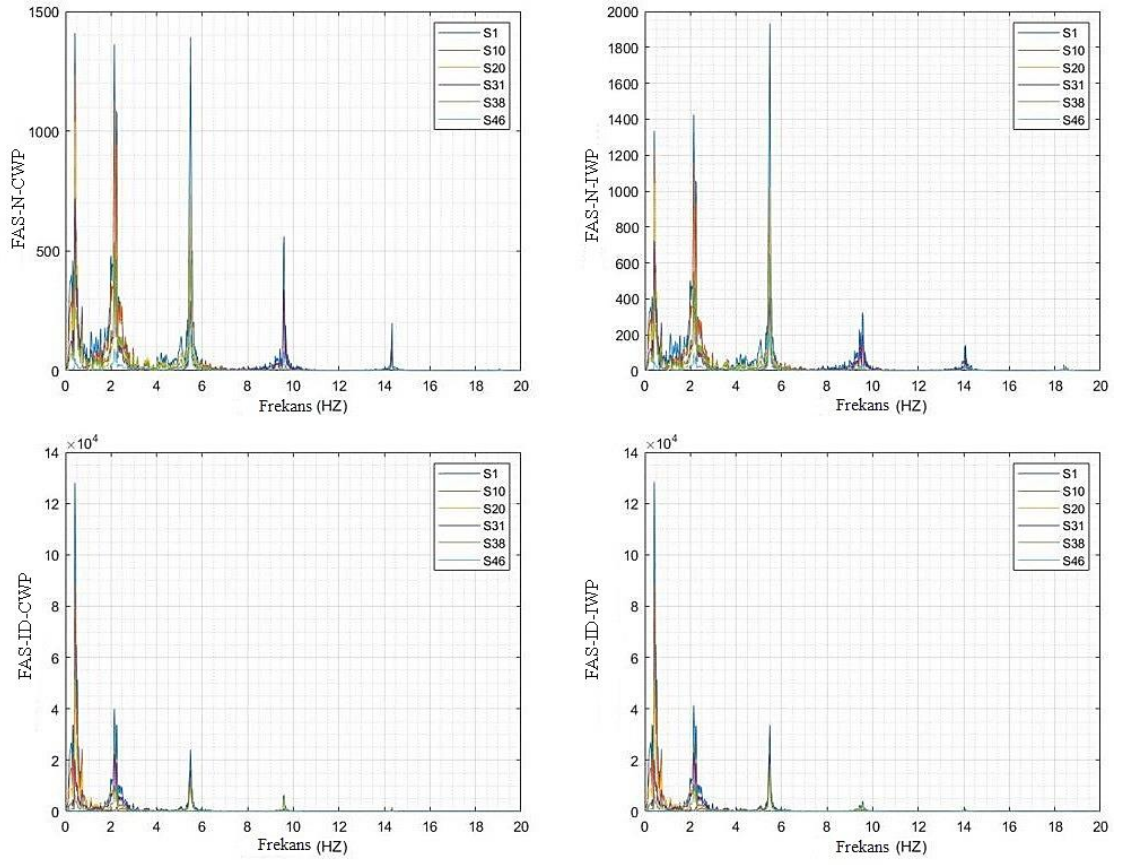 1500
1000
500
0
FAS-N-CWP
S1
S10
S20
S31
S38
S46
0 2 4 6 8 10 12 14 16 18 20
Frekans (HZ)
2000
1800
1600
1400
1200
1000
800
600
400
200
0
FAS-N-IWP
S1
S10
S20
S31
S38
S46
0 2 4 6 8 10 12 14 16 18 20
Frekans (HZ)
×10⁴
14
12
10
8
6
4
2
0
FAS-ID-CWP
S1
S10
S20
S31
S38
S46
0 2 4 6 8 10 12 14 16 18 20
Frekans (HZ)
×10⁴
14
12
10
8
6
4
2
0
FAS-ID-IWP
S1
S10
S20
S31
S38
S46
0 2 4 6 8 10 12 14 16 18 20
Frekans (HZ)